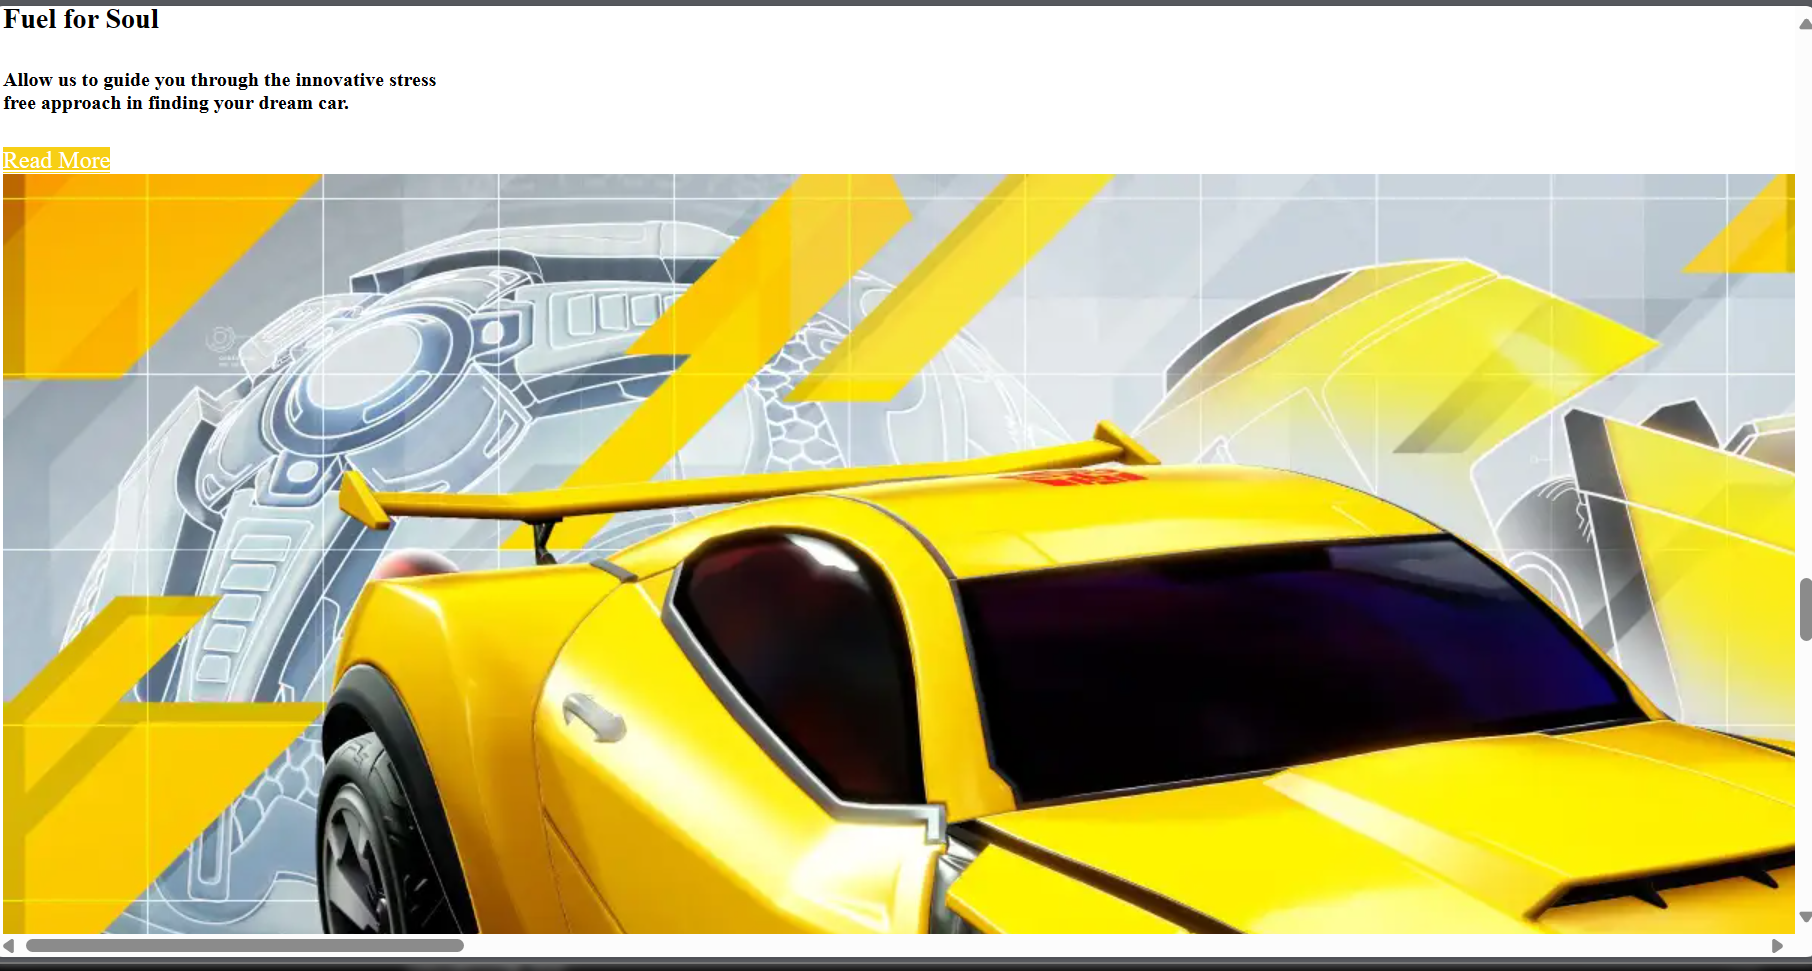 Fuel for Soul
Allow us to guide you through the innovative stress
free approach in finding your dream car.
Read More